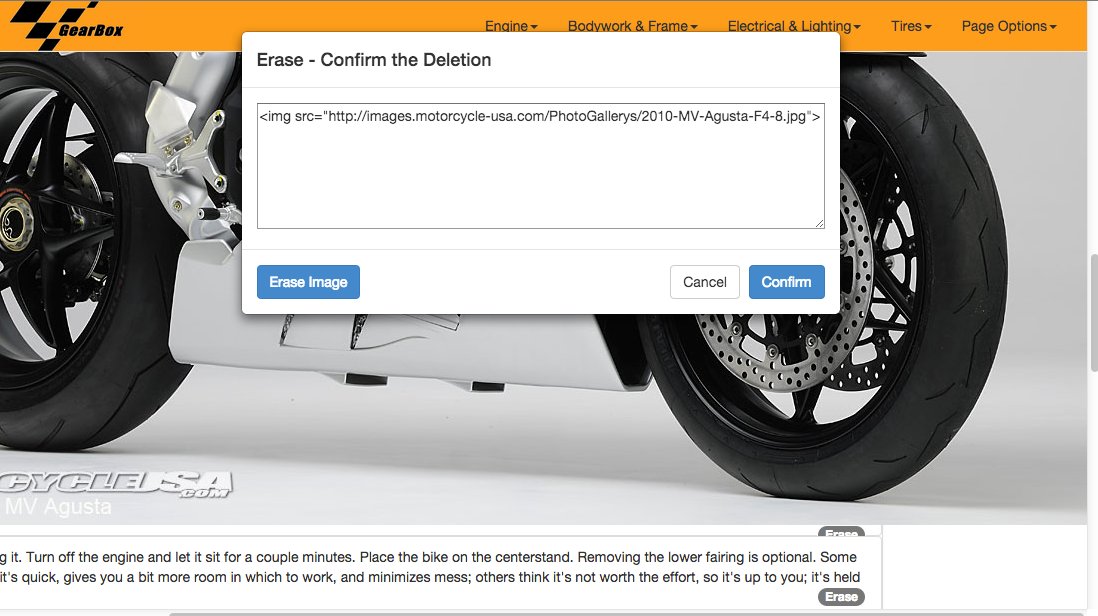 GearBox
Engine Bodywork & Frame Electrical & Lighting Tires Page Options
Erase - Confirm the Deletion
<img src="http://images.motorcycle-usa.com/PhotoGallerys/2010-MV-Agusta-F4-8.jpg">
Erase Image Cancel Confirm
CYCLEUSA
.COM
MV Agusta
Erase
g it. Turn off the engine and let it sit for a couple minutes. Place the bike on the centerstand. Removing the lower fairing is optional. Some
it's quick, gives you a bit more room in which to work, and minimizes mess; others think it's not worth the effort, so it's up to you; it's held
Erase